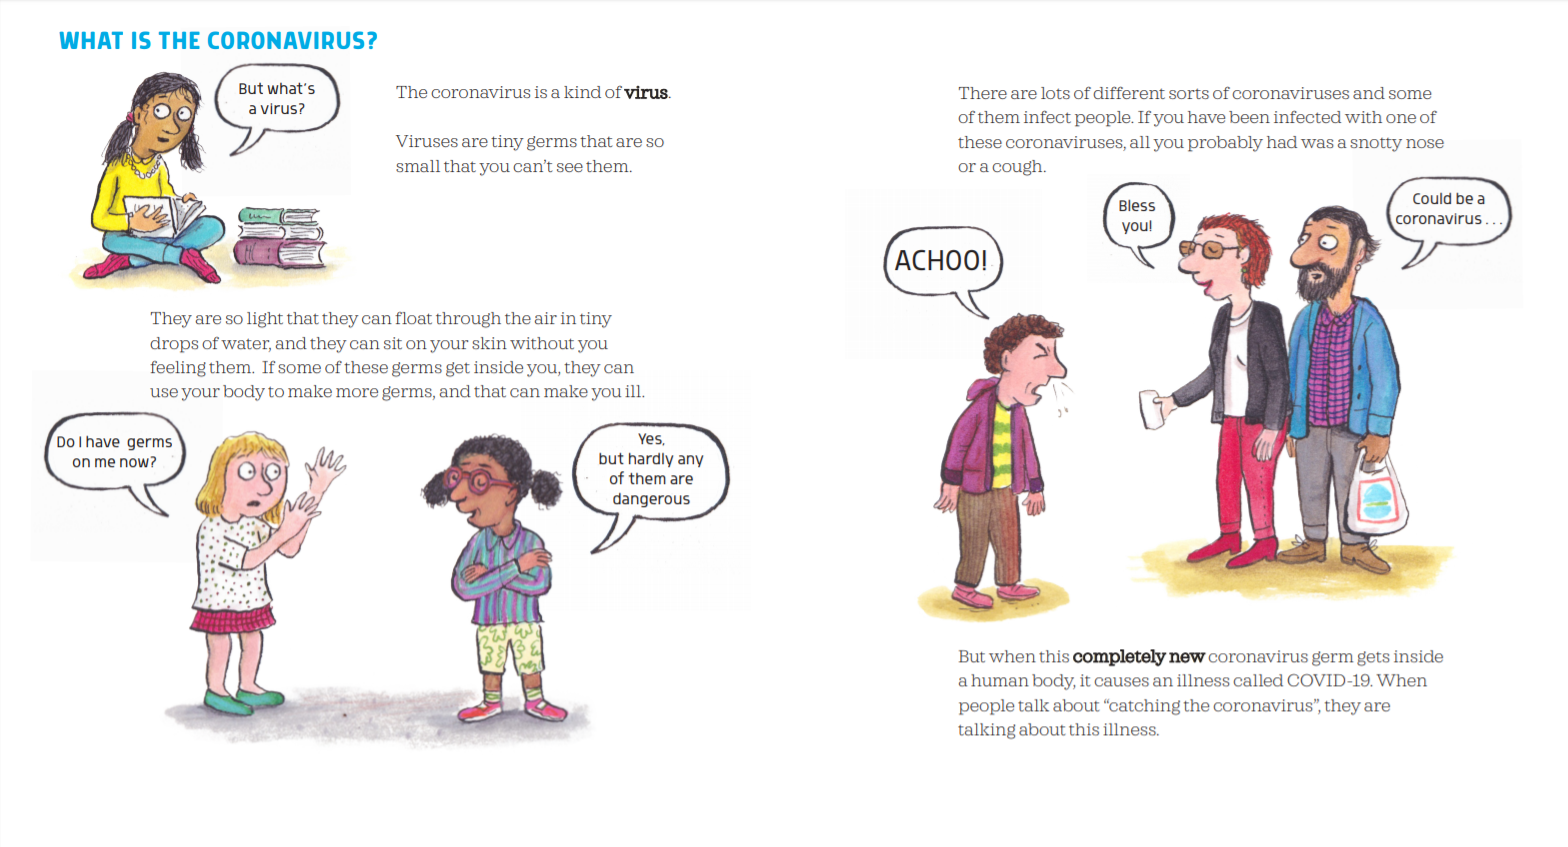 WHAT IS THE CORONAVIRUS?
But what's
a virus?
The coronavirus is a kind of virus.
Viruses are tiny germs that are so
small that you can't see them.
They are so light that they can float through the air in tiny
drops of water, and they can sit on your skin without you
feeling them. If some of these germs get inside you, they can
use your body to make more germs, and that can make you ill.
Do I have germs
on me now?
Yes,
but hardly any
of them are
dangerous
There are lots of different sorts of coronaviruses and some
of them infect people. If you have been infected with one of
these coronaviruses, all you probably had was a snotty nose
or a cough.
ACHOO!
Bless
you!
Could be a
coronavirus...
But when this completely new coronavirus germ gets inside
a human body, it causes an illness called COVID-19. When
people talk about “catching the coronavirus”, they are
talking about this illness.